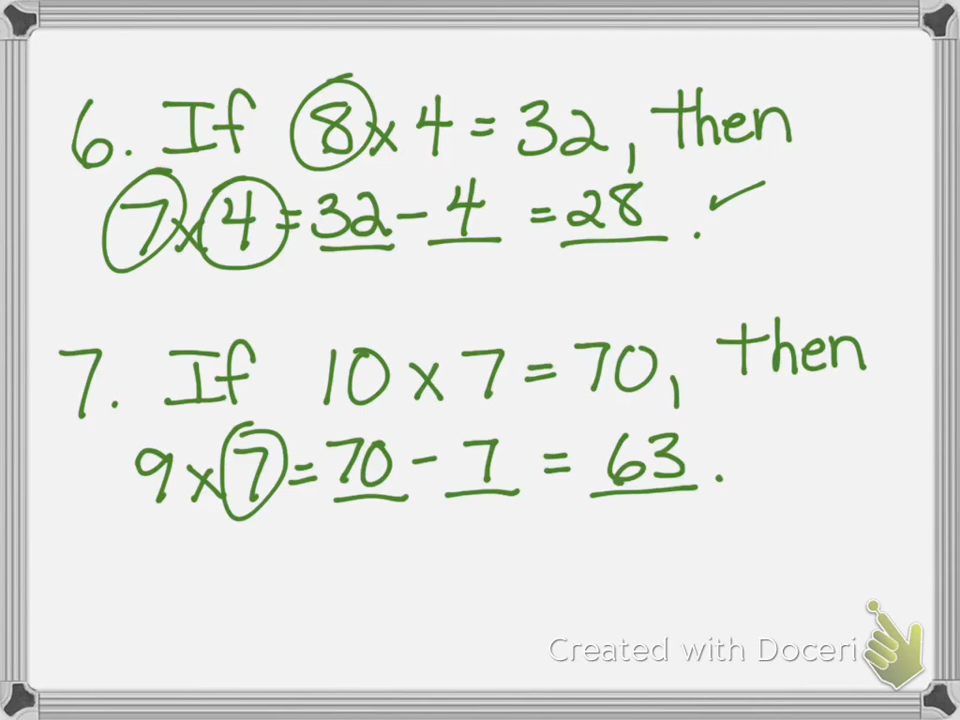 6. If 8 x 4 = 32, then
7 x 4 = 32 - 4 = 28. ✓
7. If 10 x 7 = 70, then
9 x 7 = 70 - 7 = 63.
Created with Doceri